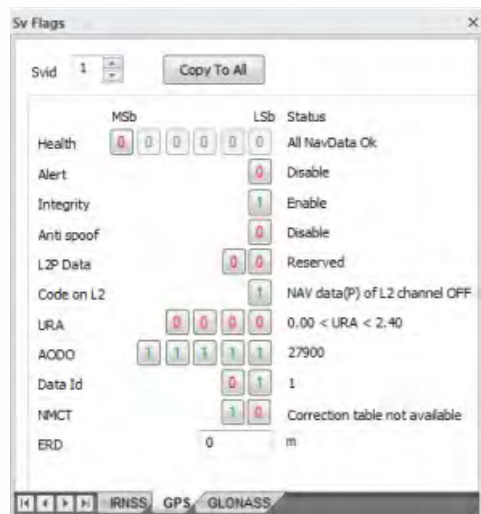 Sv Flags
Svid 1 Copy To All
MSb LSb Status
Health 0 0 0 0 0 0 All NavData Ok
Alert 0 Disable
Integrity 1 Enable
Anti spoof 0 Disable
L2P Data 0 0 Reserved
Code on L2 1 NAV data(P) of L2 channel OFF
URA 0 0 0 0 0.00 < URA < 2.40
AODO 1 1 1 1 1 27900
Data Id 0 1 1
NMCT 1 0 Correction table not available
ERD 0 m
IRNSS GPS GLONASS